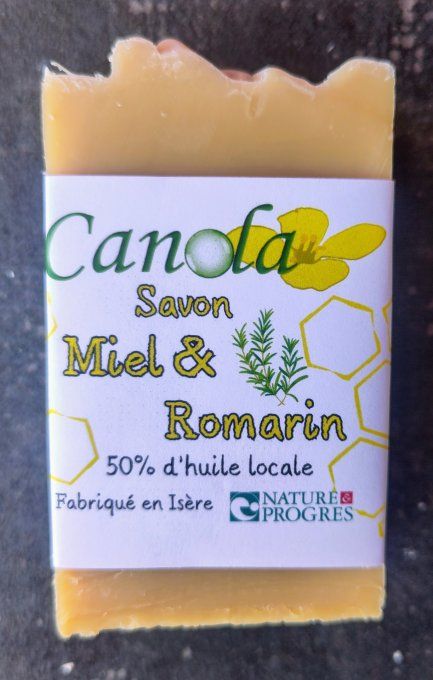 Canola
Savon
Miel &
Romarin
50% d'huile locale
Fabriqué en Isère
NATURE &
PROGRES